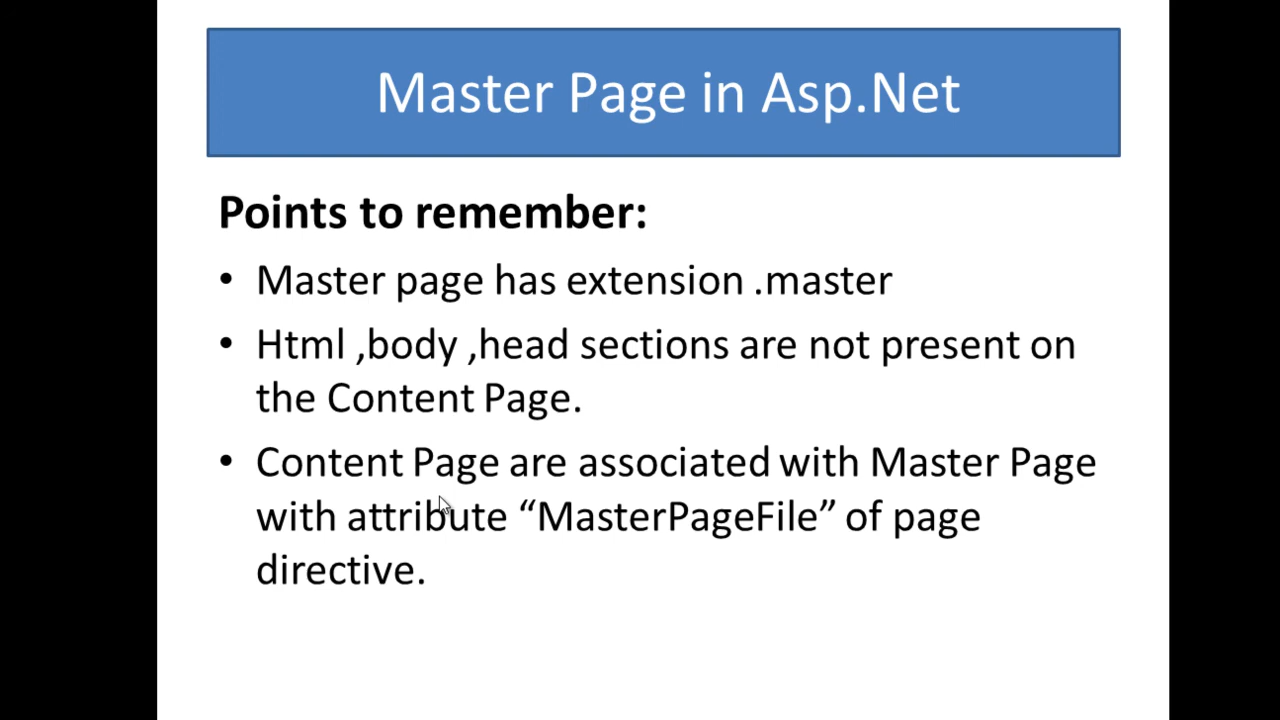 Master Page in Asp.Net
Points to remember:
• Master page has extension .master
• Html ,body ,head sections are not present on
the Content Page.
• Content Page are associated with Master Page
with attribute “MasterPageFile” of page
directive.